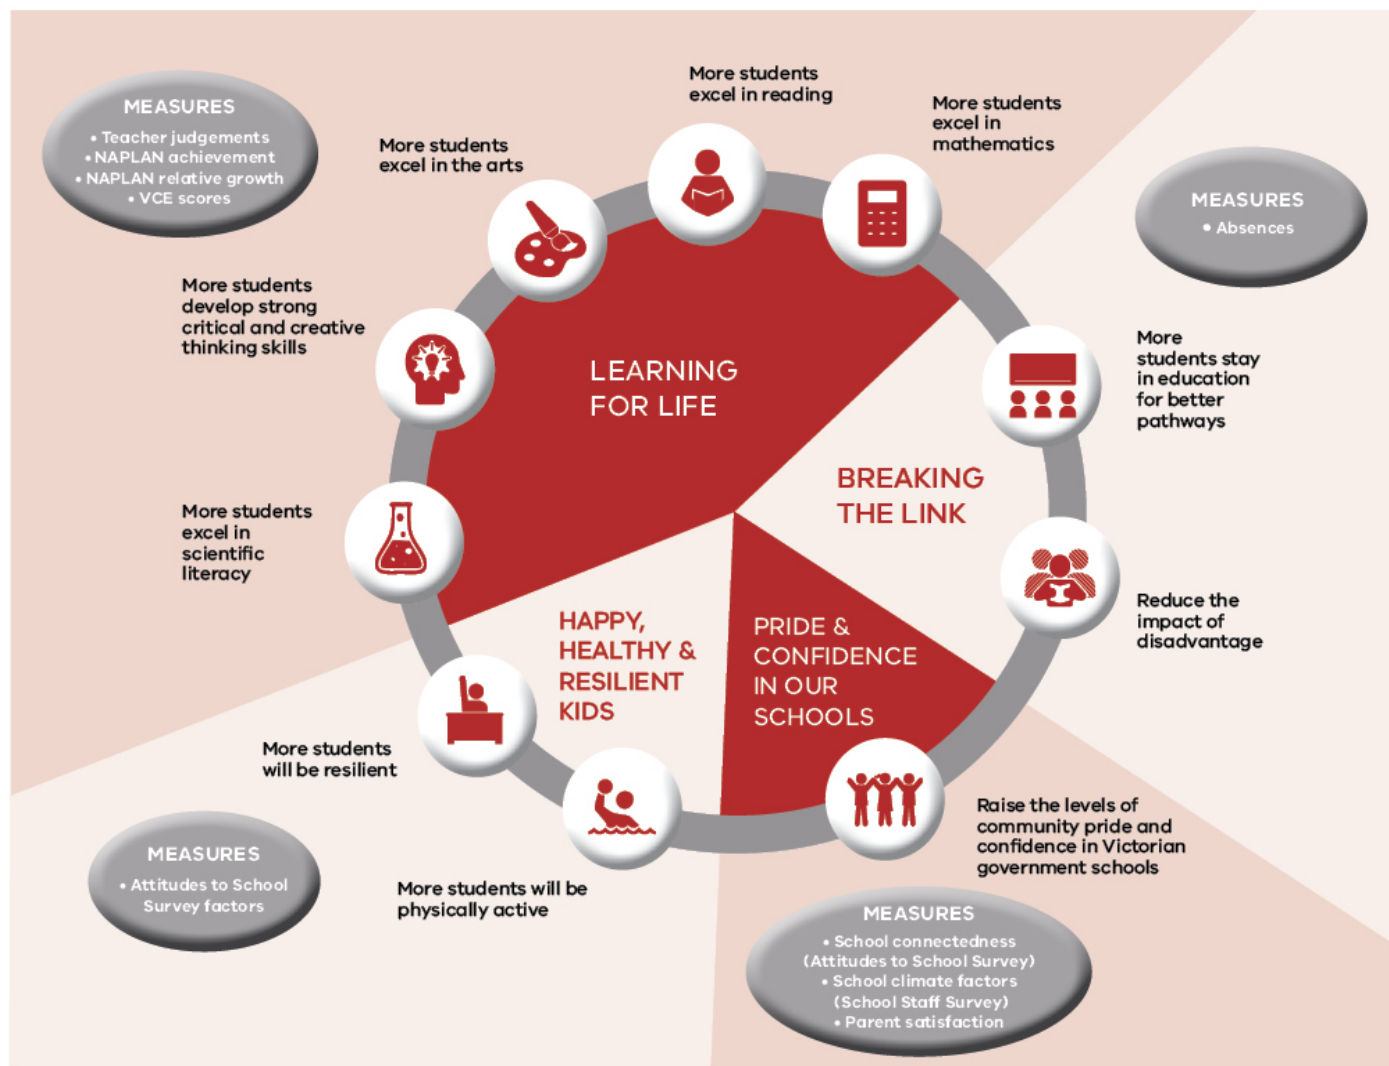 MEASURES
• Teacher judgements
• NAPLAN achievement
• NAPLAN relative growth
• VCE scores
More students
excel in the arts
More students
excel in reading
More students
excel in
mathematics
MEASURES
• Absences
More students
develop strong
critical and creative
thinking skills
LEARNING
FOR LIFE
More
students stay
in education
for better
pathways
BREAKING
THE LINK
More students
excel in
scientific
literacy
Reduce the
impact of
disadvantage
HAPPY,
HEALTHY &
RESILIENT
KIDS
PRIDE &
CONFIDENCE
IN OUR
SCHOOLS
More students
will be resilient
Raise the levels of
community pride and
confidence in Victorian
government schools
MEASURES
• Attitudes to School
Survey factors
More students will be
physically active
MEASURES
• School connectedness
(Attitudes to School Survey)
• School climate factors
(School Staff Survey)
• Parent satisfaction